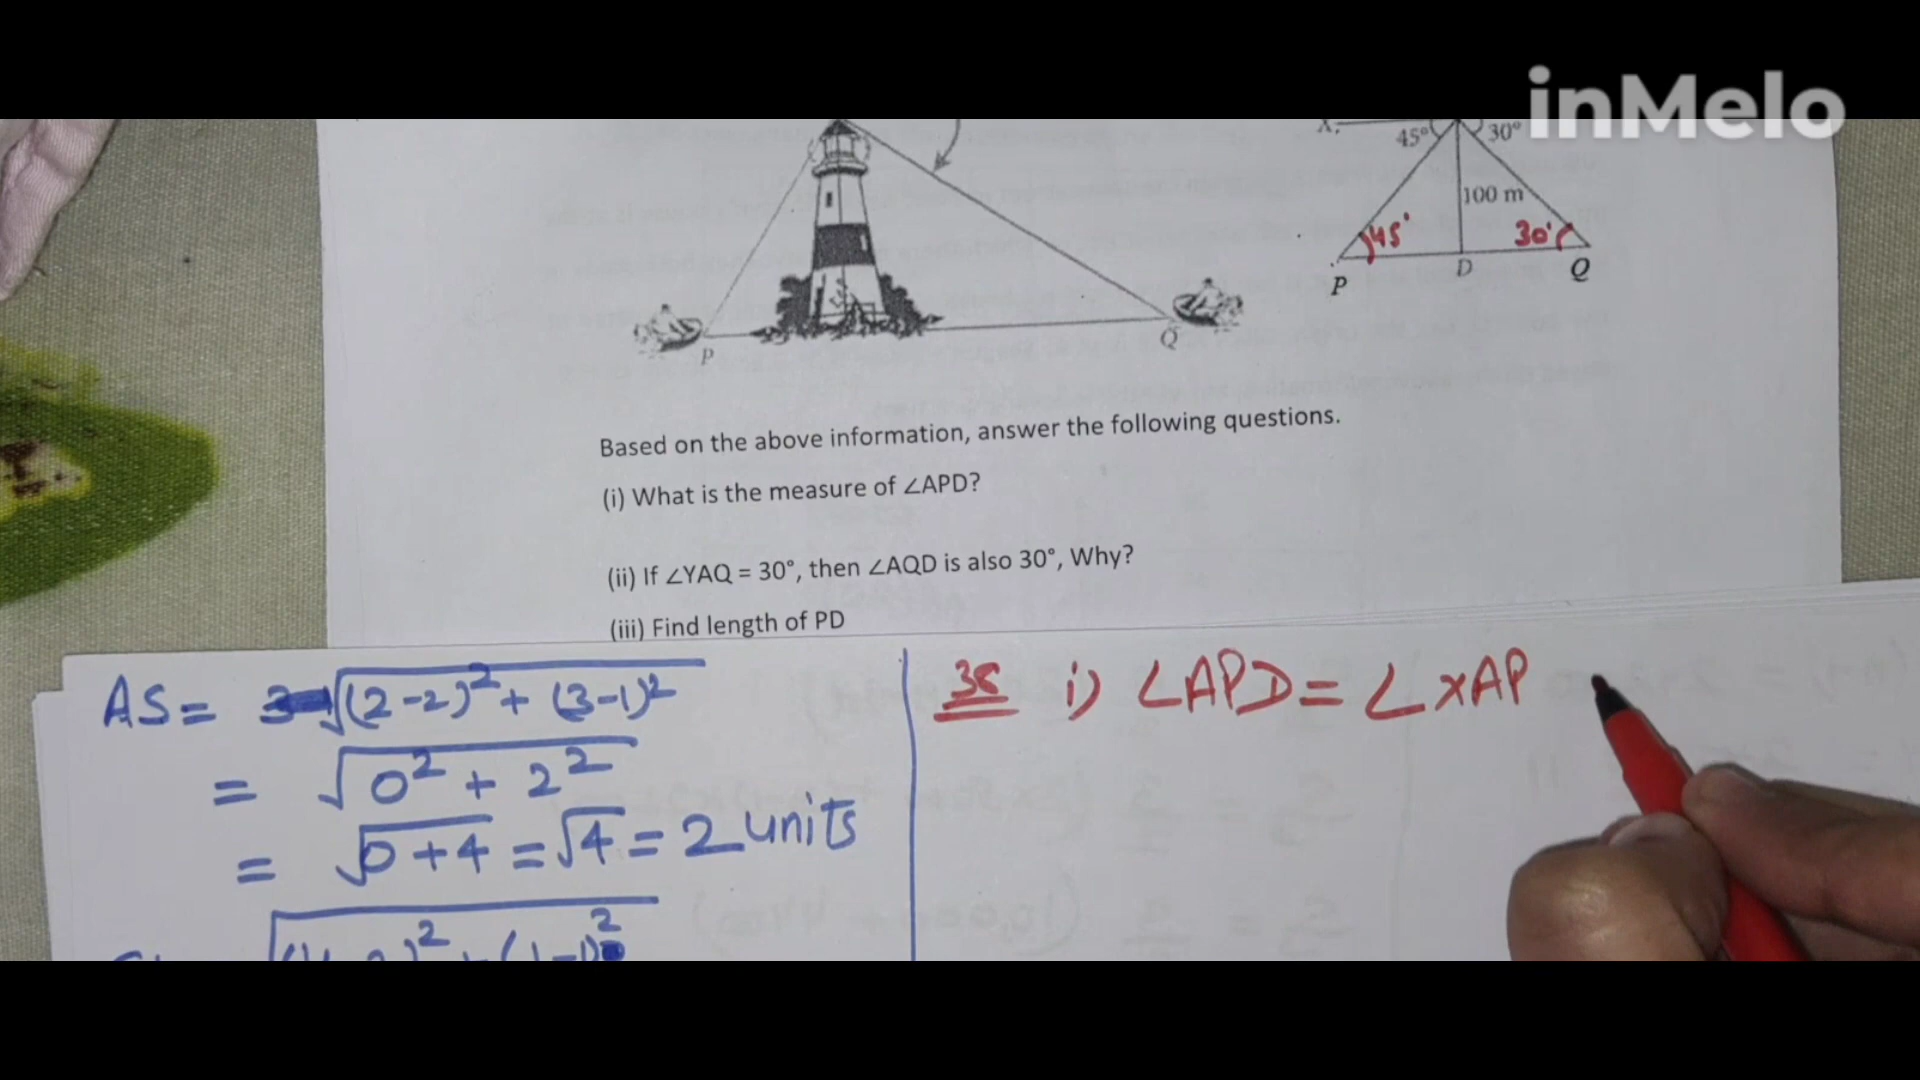 inMelo
X
45° 30°
100 m
45° 30°
P D Q
P Q
Based on the above information, answer the following questions.
(i) What is the measure of ∠APD?
(ii) If ∠YAQ = 30°, then ∠AQD is also 30°, Why?
(iii) Find length of PD
AS = √(2-2)² + (3-1)²
= √0² + 2²
= √0+4 = √4 = 2 units
38 i) ∠APD = ∠XAP